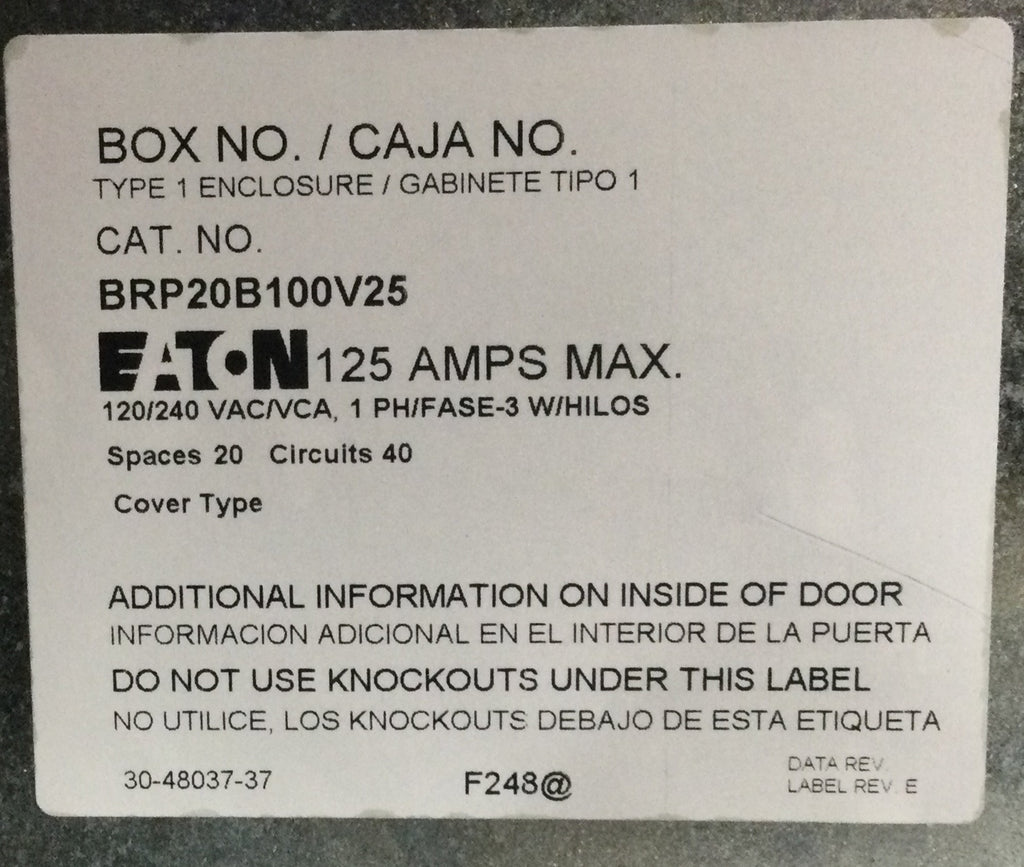 BOX NO. / CAJA NO.
TYPE 1 ENCLOSURE / GABINETE TIPO 1
CAT. NO.
BRP20B100V25
EATON 125 AMPS MAX.
120/240 VAC/VCA, 1 PH/FASE-3 W/HILOS
Spaces 20 Circuits 40
Cover Type
ADDITIONAL INFORMATION ON INSIDE OF DOOR
INFORMACION ADICIONAL EN EL INTERIOR DE LA PUERTA
DO NOT USE KNOCKOUTS UNDER THIS LABEL
NO UTILICE, LOS KNOCKOUTS DEBAJO DE ESTA ETIQUETA
30-48037-37 F248@ DATA REV.
LABEL REV. E